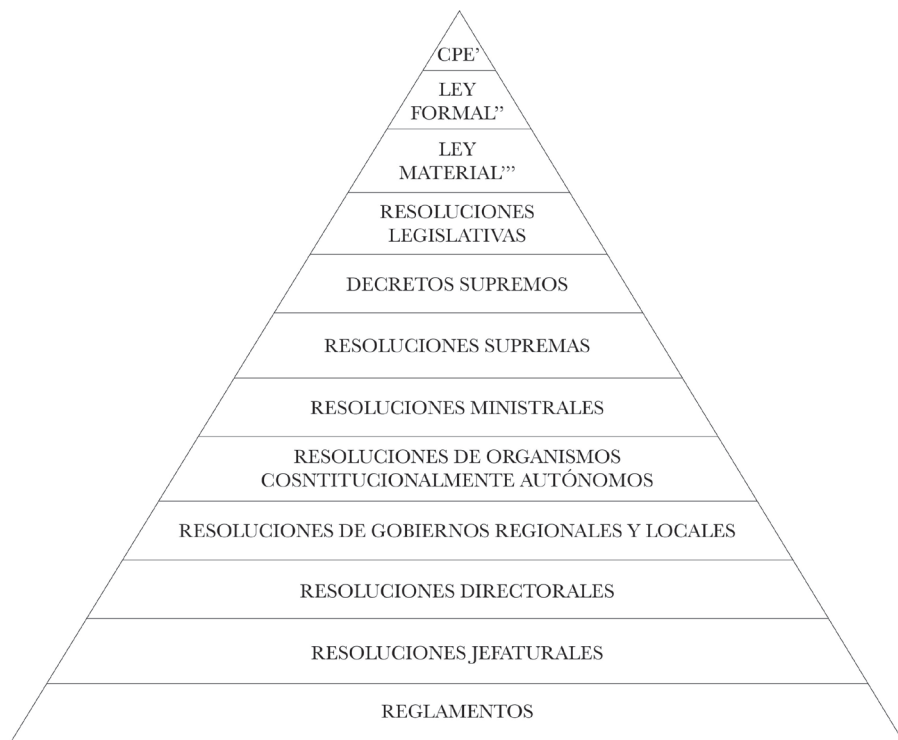 CPE’
LEY
FORMAL’’
LEY
MATERIAL’’’
RESOLUCIONES
LEGISLATIVAS
DECRETOS SUPREMOS
RESOLUCIONES SUPREMAS
RESOLUCIONES MINISTRALES
RESOLUCIONES DE ORGANISMOS
COSNTITUCIONALMENTE AUTÓNOMOS
RESOLUCIONES DE GOBIERNOS REGIONALES Y LOCALES
RESOLUCIONES DIRECTORALES
RESOLUCIONES JEFATURALES
REGLAMENTOS